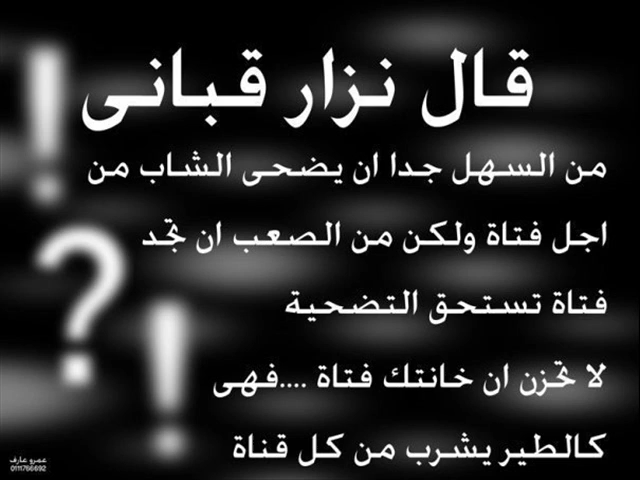 قال نزار قبانى
من السهل جدا ان يضحى الشاب من
اجل فتاة ولكن من الصعب ان تجد
فتاة تستحق التضحية
لا تحزن ان خانتك فتاة ....فهى
كالطير يشرب من كل قناة
عمرو عارف
0111766692
! ? !